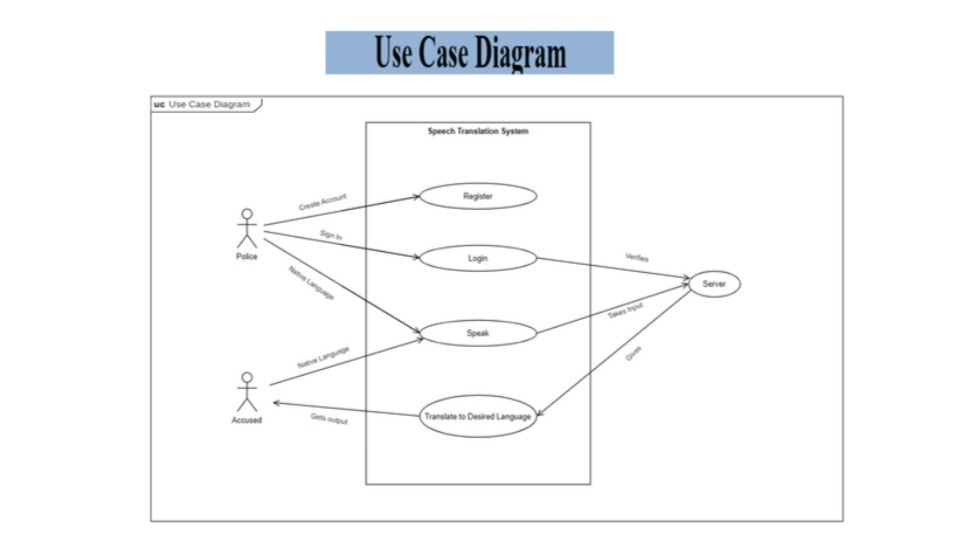 Use Case Diagram
uc Use Case Diagram
Speech Translation System
Create Account
Register
Police
Sign In
Login
Verifies
Server
Native Language
Speak
Takes Input
Native Language
Gives
Accused
Gets output
Translate to Desired Language